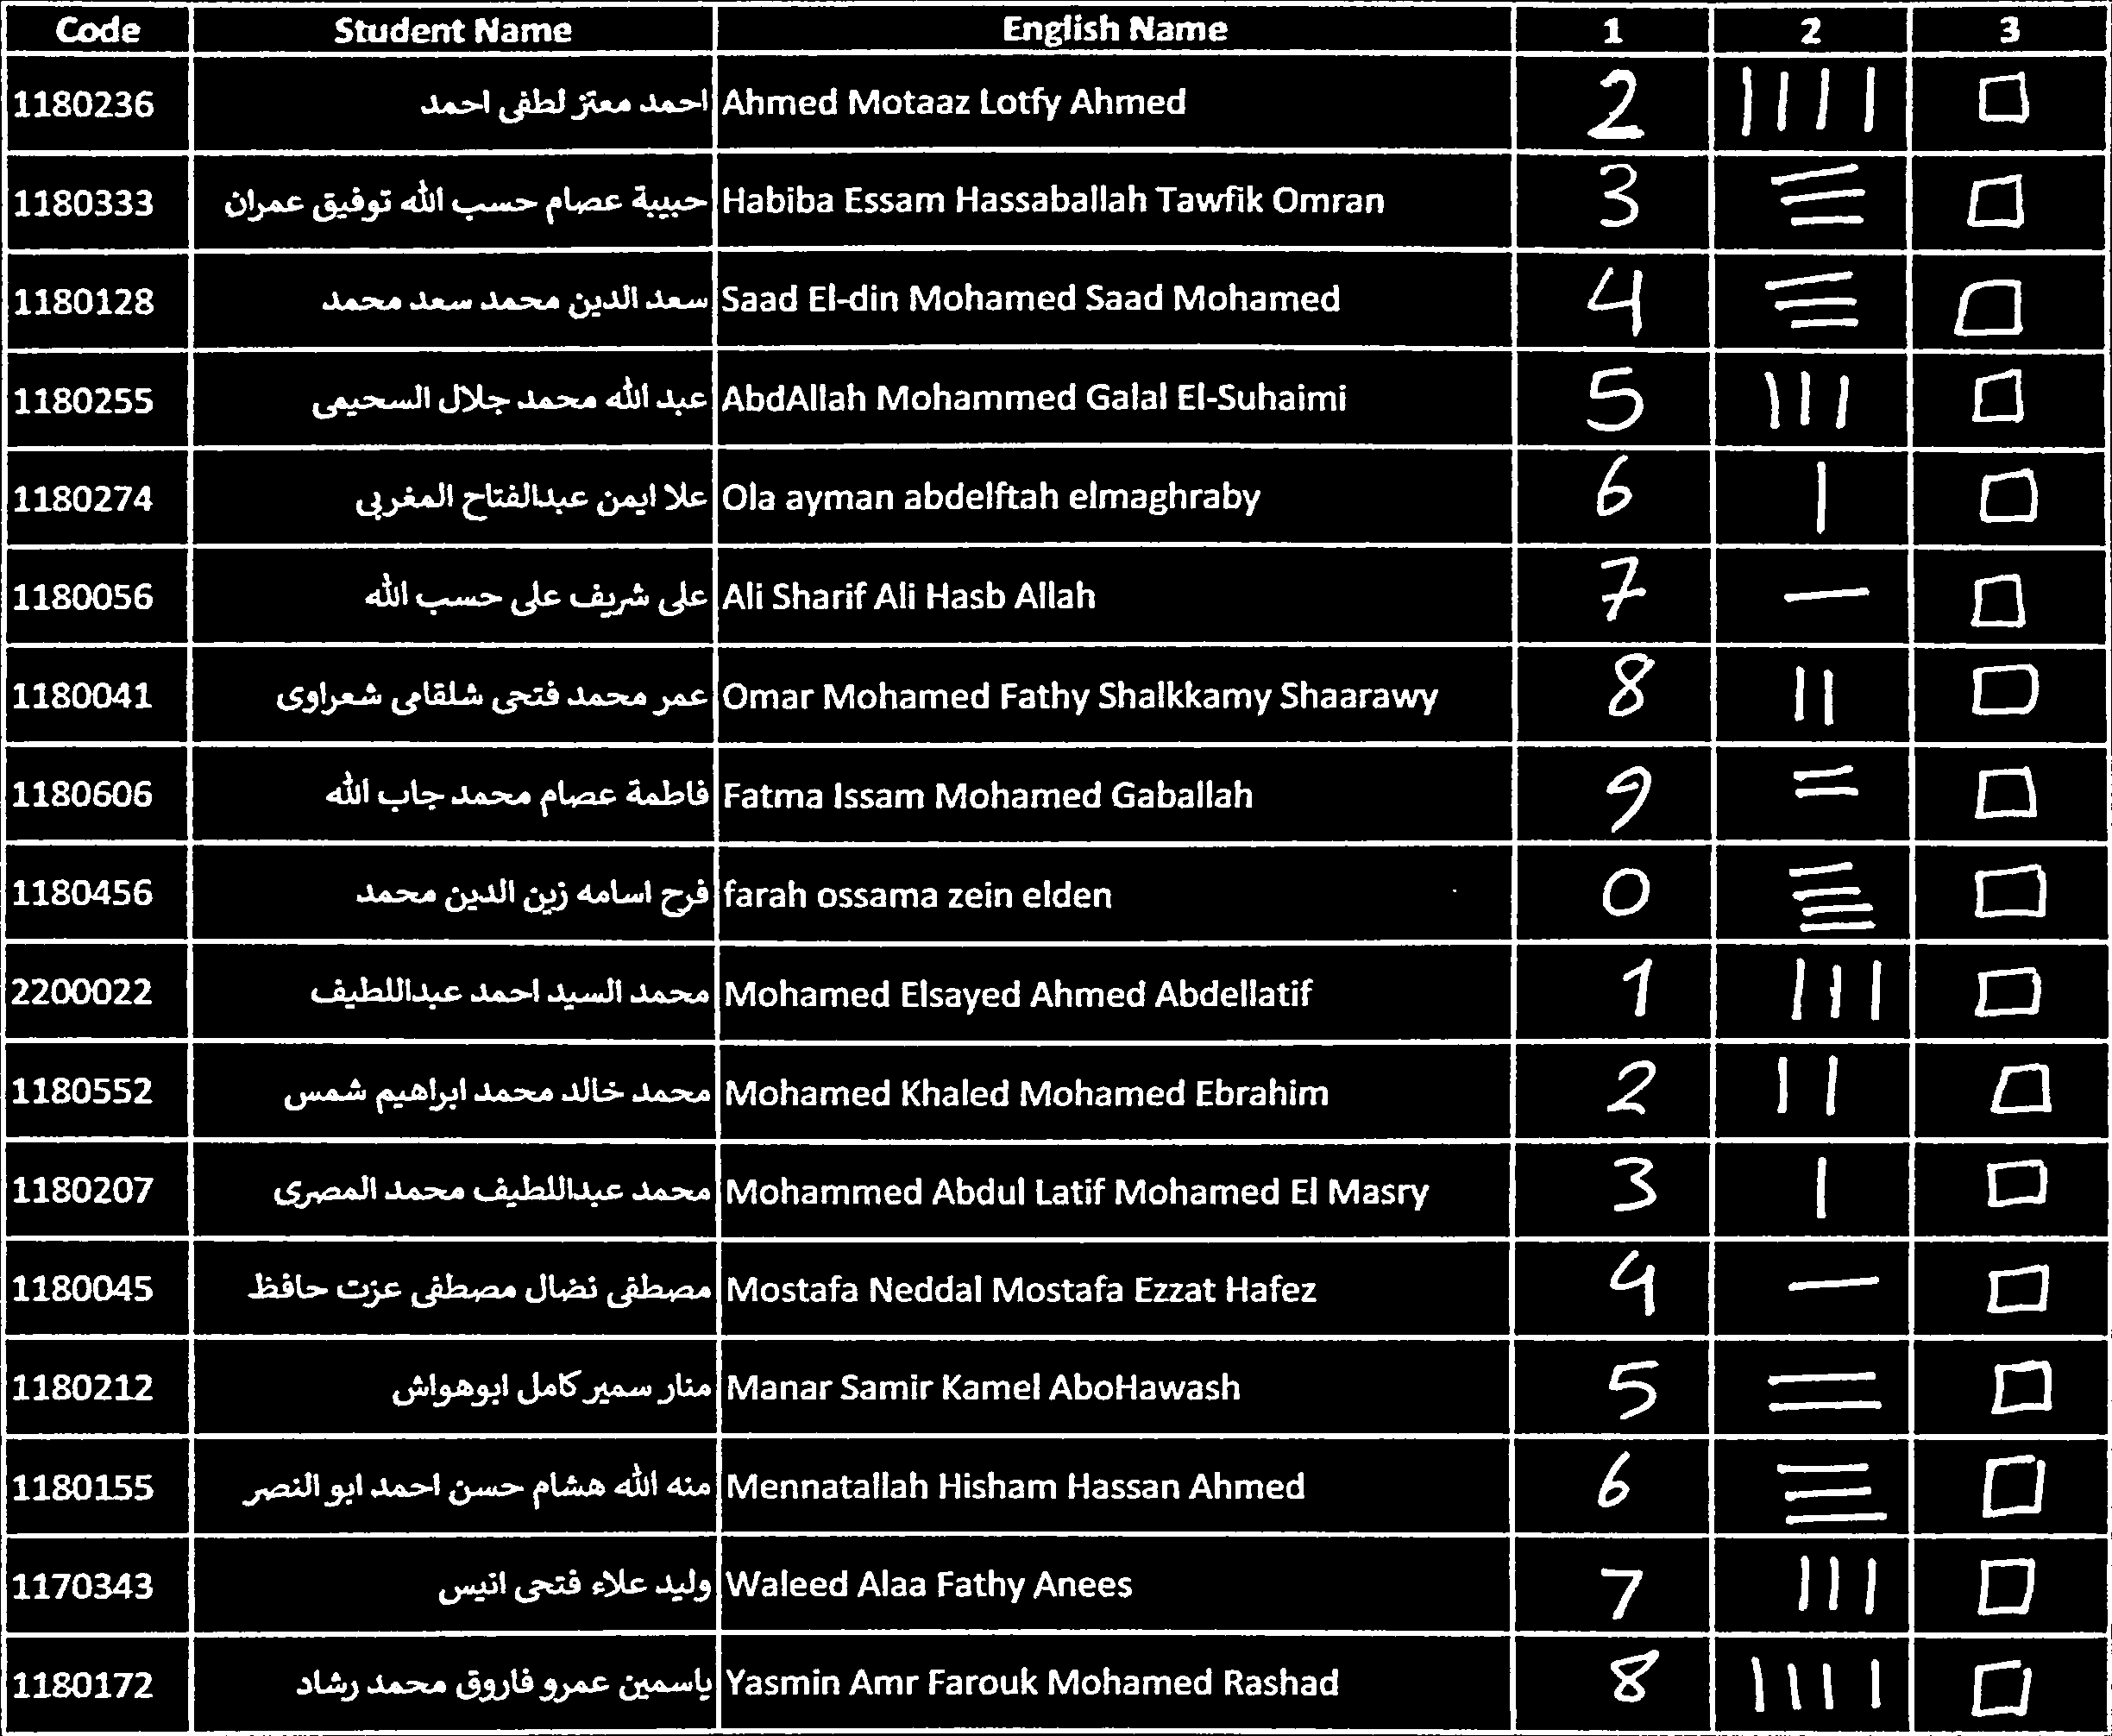 Code Student Name English Name 1 2 3
1180236 احمد معتز لطفى احمد Ahmed Motaaz Lotfy Ahmed 2 |||| □
1180333 حبيبة عصام حسب الله توفيق عمران Habiba Essam Hassaballah Tawfik Omran 3 ☰ □
1180128 سعد الدين محمد سعد محمد Saad El-din Mohamed Saad Mohamed 4 ☰ □
1180255 عبد الله محمد جلال السحيمى AbdAllah Mohammed Galal El-Suhaimi 5 ||| □
1180274 علا ايمن عبدالفتاح المغربى Ola ayman abdelftah elmaghraby 6 | □
1180056 على شريف على حسب الله Ali Sharif Ali Hasb Allah 7 — □
1180041 عمر محمد فتحى شلقامى شعراوى Omar Mohamed Fathy Shalkkamy Shaarawy 8 || □
1180606 فاطمة عصام محمد جاب الله Fatma Issam Mohamed Gaballah 9 = □
1180456 فرح اسامه زين الدين محمد farah ossama zein elden 0 ≣ □
2200022 محمد السيد احمد عبداللطيف Mohamed Elsayed Ahmed Abdellatif 1 ||| □
1180552 محمد خالد محمد ابراهيم شمس Mohamed Khaled Mohamed Ebrahim 2 || □
1180207 محمد عبداللطيف محمد المصرى Mohammed Abdul Latif Mohamed El Masry 3 | □
1180045 مصطفى نضال مصطفى عزت حافظ Mostafa Neddal Mostafa Ezzat Hafez 4 — □
1180212 منار سمير كامل ابوهواش Manar Samir Kamel AboHawash 5 = □
1180155 منه الله هشام حسن احمد ابو النصر Mennatallah Hisham Hassan Ahmed 6 ☰ □
1170343 وليد علاء فتحى انيس Waleed Alaa Fathy Anees 7 ||| □
1180172 ياسمين عمرو فاروق محمد رشاد Yasmin Amr Farouk Mohamed Rashad 8 |||| □